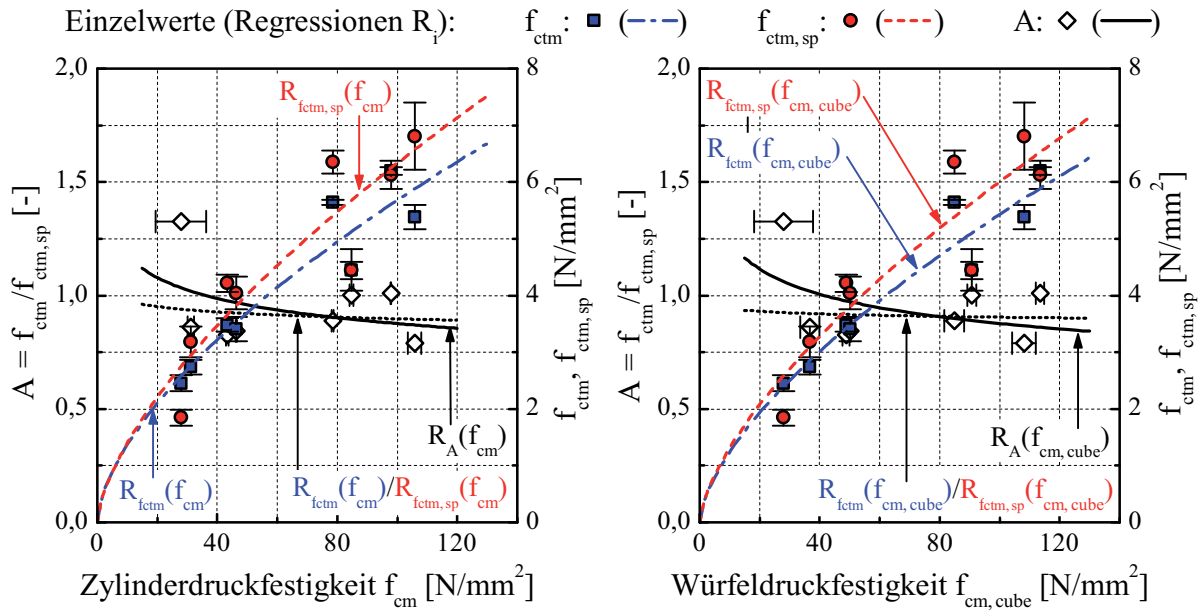 Einzelwerte (Regressionen R_i): f_ctm: (—·—) f_ctm,sp: (----) A: (——)
2,0
1,5
1,0
0,5
0,0
A = f_ctm/f_ctm,sp [-]
R_fctm,sp(f_cm)
R_A(f_cm)
R_fctm(f_cm)
R_fctm(f_cm)/R_fctm,sp(f_cm)
8
6
4
2
0
f_ctm, f_ctm,sp [N/mm²]
0 40 80 120
Zylinderdruckfestigkeit f_cm [N/mm²]
2,0
1,5
1,0
0,5
0,0
A = f_ctm/f_ctm,sp [-]
R_fctm,sp(f_cm, cube)
R_fctm(f_cm, cube)
R_A(f_cm, cube)
R_fctm(f_cm, cube)/R_fctm,sp(f_cm, cube)
8
6
4
2
0
f_ctm, f_ctm,sp [N/mm²]
0 40 80 120
Würfeldruckfestigkeit f_cm, cube [N/mm²]